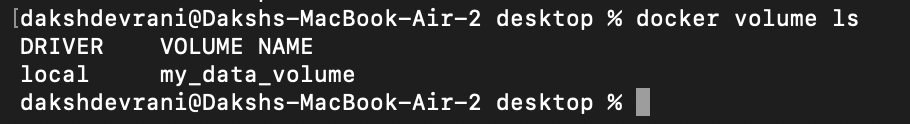 [dakshdevrani@Dakshs-MacBook-Air-2 desktop % docker volume ls
DRIVER    VOLUME NAME
local     my_data_volume
dakshdevrani@Dakshs-MacBook-Air-2 desktop %